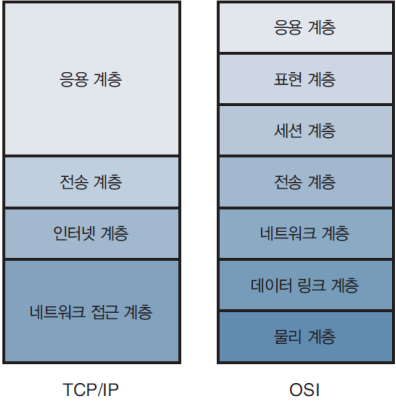 응용 계층
전송 계층
인터넷 계층
네트워크 접근 계층
TCP/IP
응용 계층
표현 계층
세션 계층
전송 계층
네트워크 계층
데이터 링크 계층
물리 계층
OSI